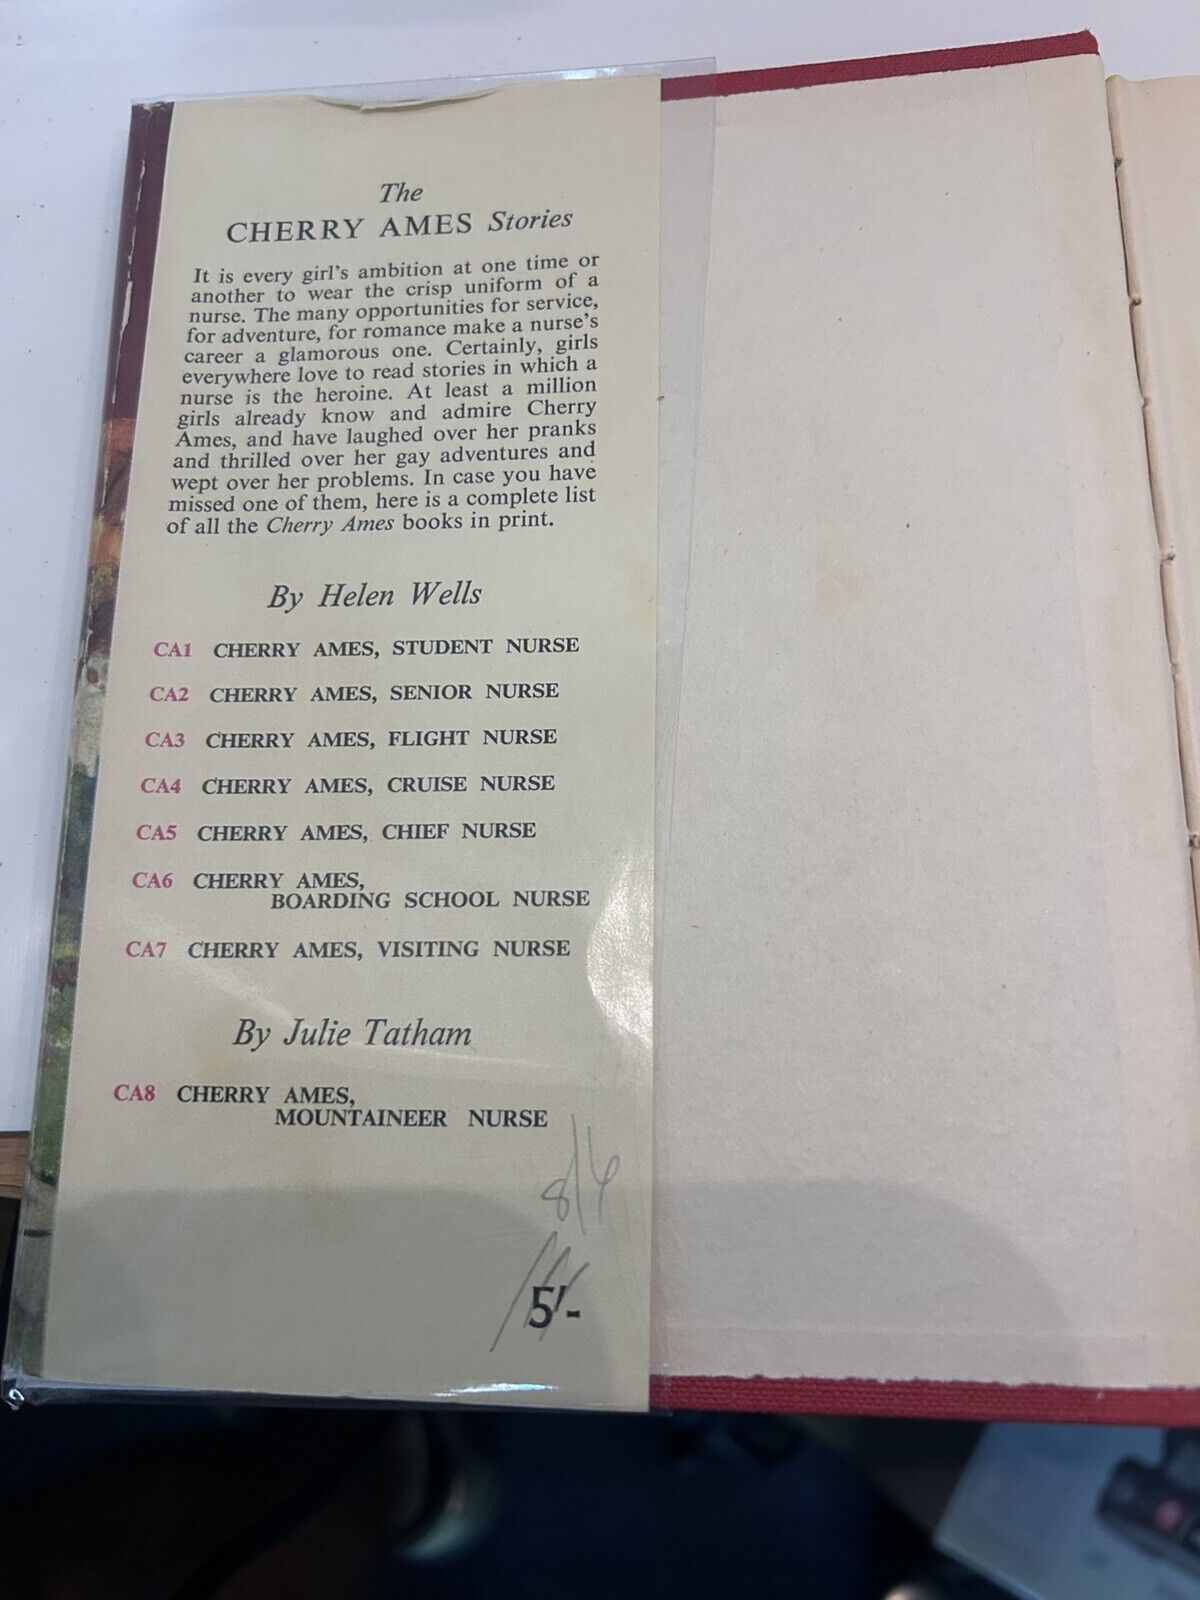 The
CHERRY AMES Stories
It is every girl's ambition at one time or
another to wear the crisp uniform of a
nurse. The many opportunities for service,
for adventure, for romance make a nurse's
career a glamorous one. Certainly, girls
everywhere love to read stories in which a
nurse is the heroine. At least a million
girls already know and admire Cherry
Ames, and have laughed over her pranks
and thrilled over her gay adventures and
wept over her problems. In case you have
missed one of them, here is a complete list
of all the Cherry Ames books in print.
By Helen Wells
CA1 CHERRY AMES, STUDENT NURSE
CA2 CHERRY AMES, SENIOR NURSE
CA3 CHERRY AMES, FLIGHT NURSE
CA4 CHERRY AMES, CRUISE NURSE
CA5 CHERRY AMES, CHIEF NURSE
CA6 CHERRY AMES,
BOARDING SCHOOL NURSE
CA7 CHERRY AMES, VISITING NURSE
By Julie Tatham
CA8 CHERRY AMES,
MOUNTAINEER NURSE
8/6
5/-